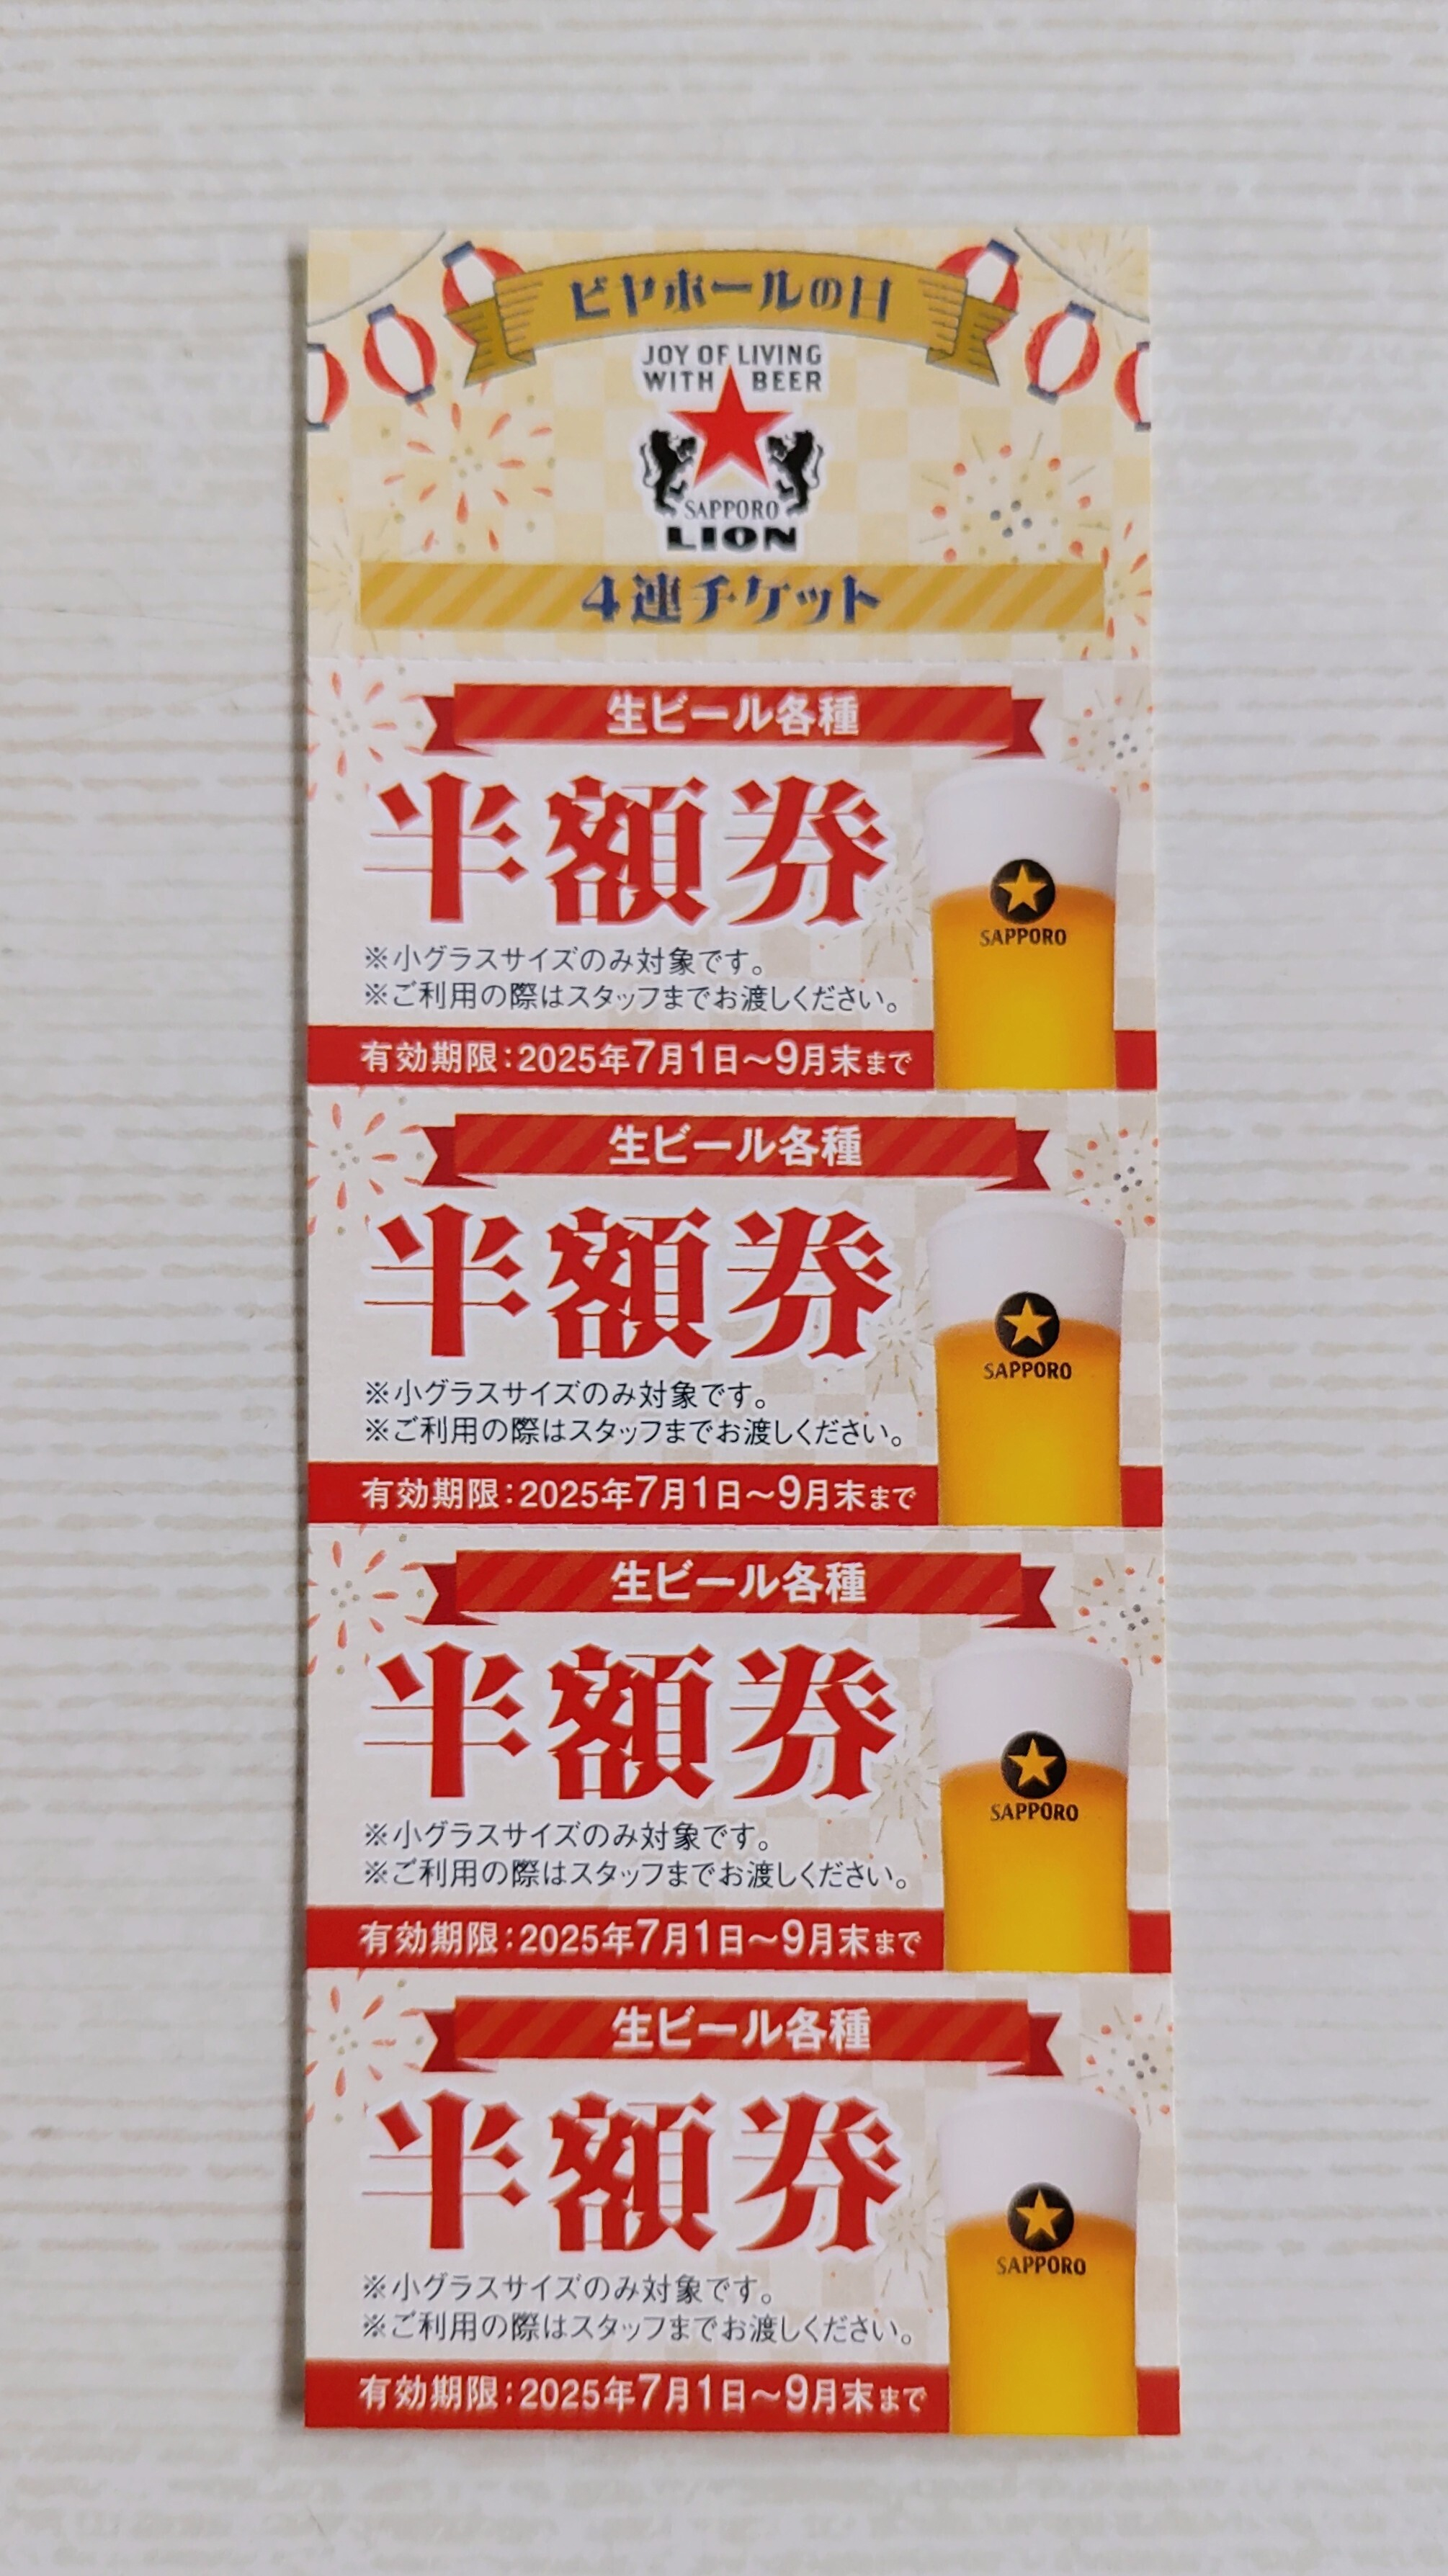 ビヤホールの日
JOY OF LIVING
WITH BEER
SAPPORO
LION
4連チケット
生ビール各種
半額券
SAPPORO
※小グラスサイズのみ対象です。
※ご利用の際はスタッフまでお渡しください。
有効期限：2025年7月1日〜9月末まで
生ビール各種
半額券
SAPPORO
※小グラスサイズのみ対象です。
※ご利用の際はスタッフまでお渡しください。
有効期限：2025年7月1日〜9月末まで
生ビール各種
半額券
SAPPORO
※小グラスサイズのみ対象です。
※ご利用の際はスタッフまでお渡しください。
有効期限：2025年7月1日〜9月末まで
生ビール各種
半額券
SAPPORO
※小グラスサイズのみ対象です。
※ご利用の際はスタッフまでお渡しください。
有効期限：2025年7月1日〜9月末まで